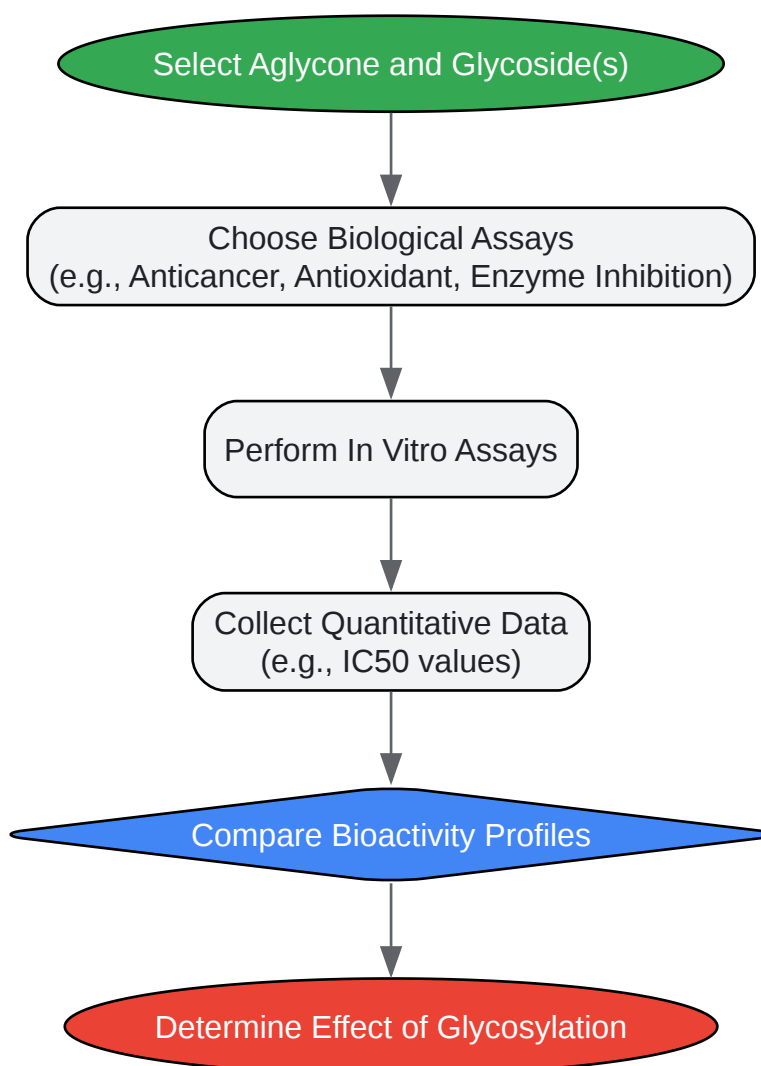 Select Aglycone and Glycoside(s)
Choose Biological Assays
(e.g., Anticancer, Antioxidant, Enzyme Inhibition)
Perform In Vitro Assays
Collect Quantitative Data
(e.g., IC50 values)
Compare Bioactivity Profiles
Determine Effect of Glycosylation